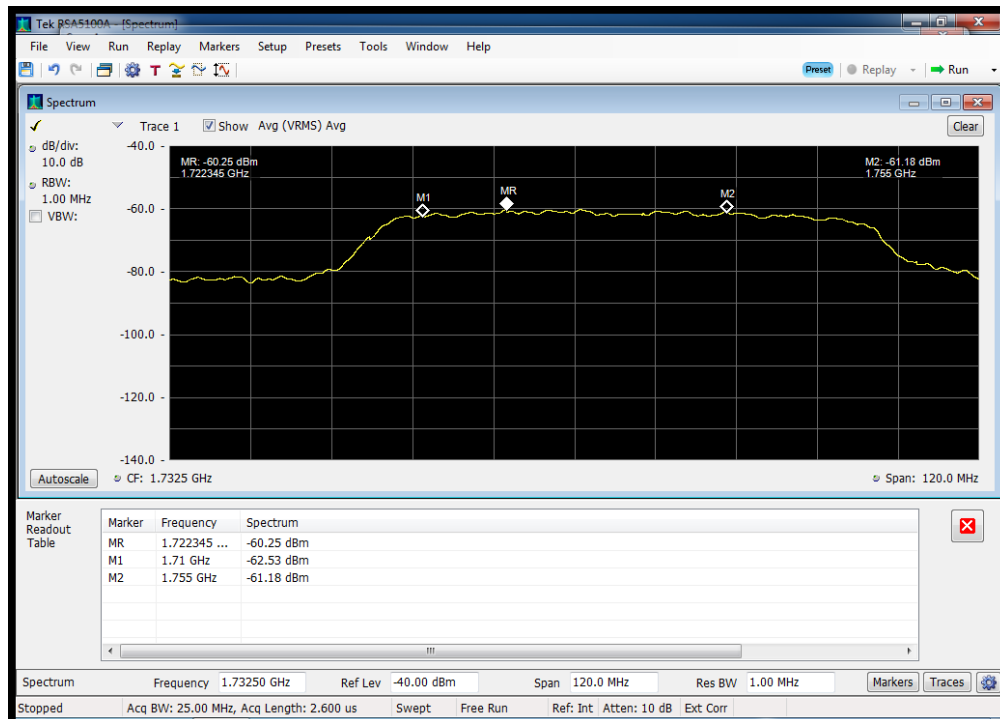 Tek RSA5100A - [Spectrum]
File View Run Replay Markers Setup Presets Tools Window Help
T Preset Replay Run
Spectrum
Trace 1 Show Avg (VRMS) Avg Clear
dB/div:
10.0 dB
RBW:
1.00 MHz
VBW:
-40.0
-60.0
-80.0
-100.0
-120.0
-140.0
MR: -60.25 dBm
1.722345 GHz
M2: -61.18 dBm
1.755 GHz
M1 MR M2
Autoscale CF: 1.7325 GHz Span: 120.0 MHz
Marker
Readout
Table
Marker Frequency Spectrum
MR 1.722345 ... -60.25 dBm
M1 1.71 GHz -62.53 dBm
M2 1.755 GHz -61.18 dBm
Spectrum Frequency 1.73250 GHz Ref Lev -40.00 dBm Span 120.0 MHz Res BW 1.00 MHz Markers Traces
Stopped Acq BW: 25.00 MHz, Acq Length: 2.600 us Swept Free Run Ref: Int Atten: 10 dB Ext Corr